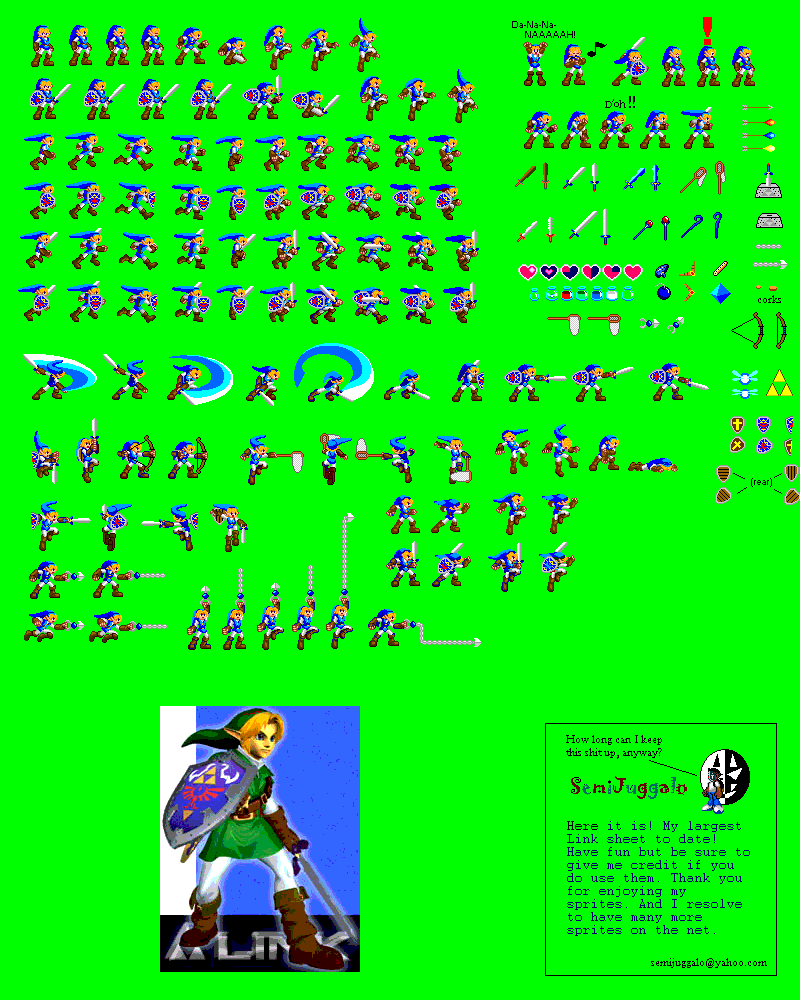 Da-Na-Na-
NAAAAAH!
!
D'oh!!
corks
(rear)
LINK
How long can I keep
this shit up, anyway?
SemiJuggalo
Here it is! My largest
Link sheet to date!
Have fun but be sure to
give me credit if you
do use them. Thank you
for enjoying my
sprites. And I resolve
to have many more
sprites on the net.
semijuggalo@yahoo.com